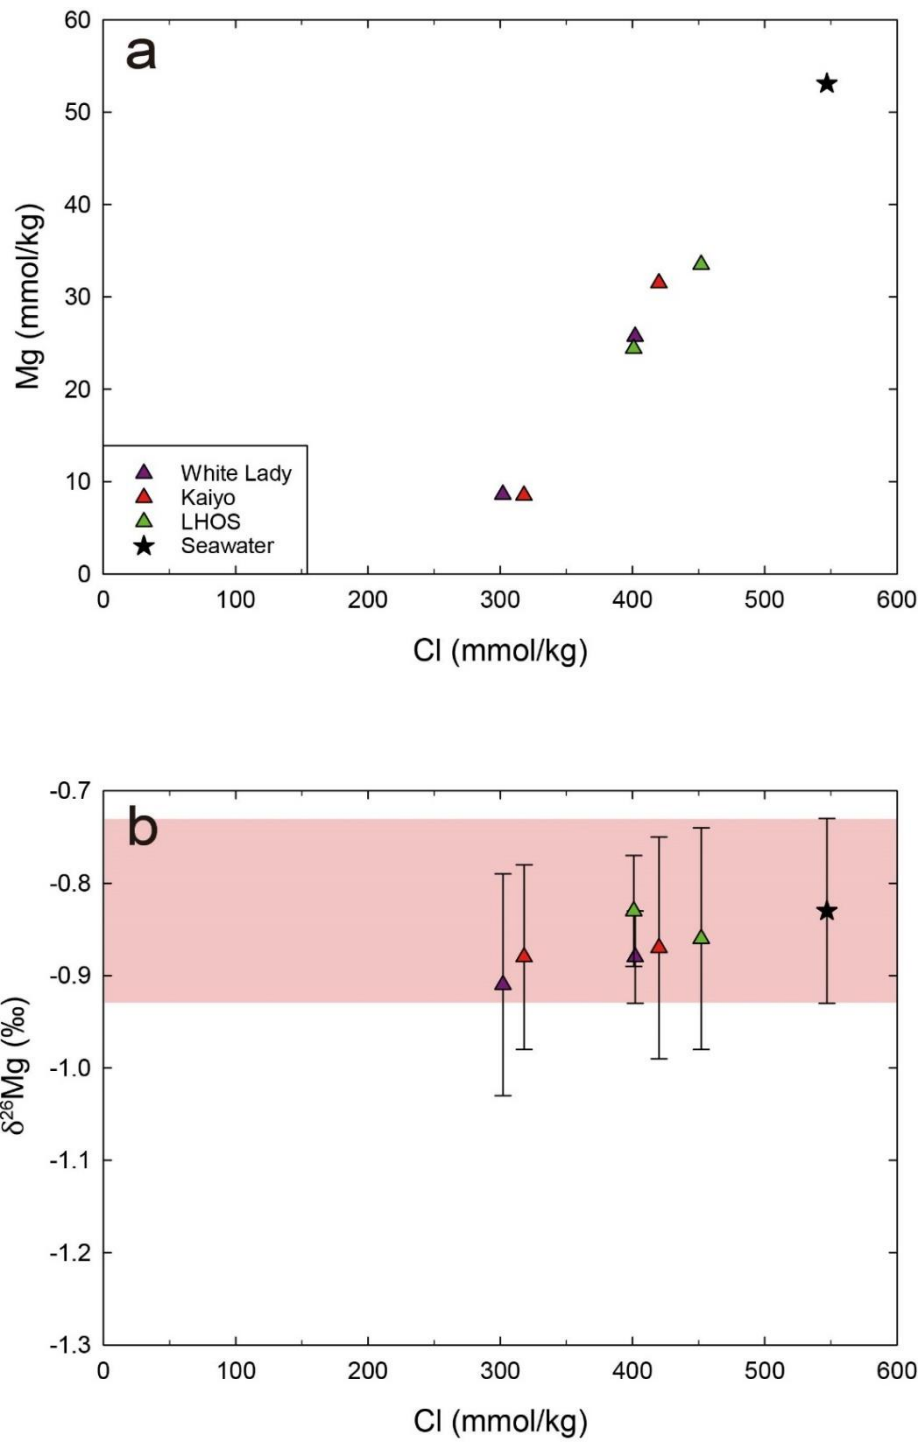 a
60
50
40
30
20
10
0
Mg (mmol/kg)
White Lady
Kaiyo
LHOS
Seawater
0 100 200 300 400 500 600
Cl (mmol/kg)
b
-0.7
-0.8
-0.9
-1.0
-1.1
-1.2
-1.3
δ²⁶Mg (‰)
0 100 200 300 400 500 600
Cl (mmol/kg)